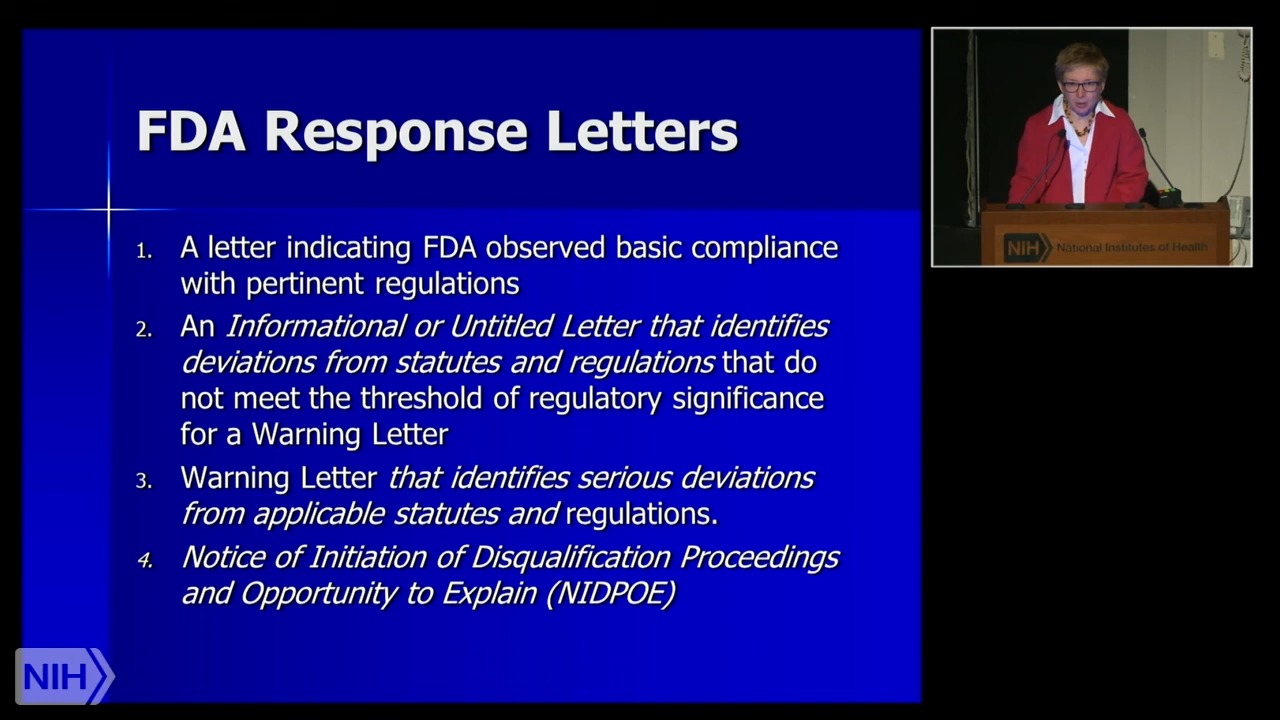 FDA Response Letters
1. A letter indicating FDA observed basic compliance
with pertinent regulations
2. An Informational or Untitled Letter that identifies
deviations from statutes and regulations that do
not meet the threshold of regulatory significance
for a Warning Letter
3. Warning Letter that identifies serious deviations
from applicable statutes and regulations.
4. Notice of Initiation of Disqualification Proceedings
and Opportunity to Explain (NIDPOE)
NIH National Institutes of Health
NIH